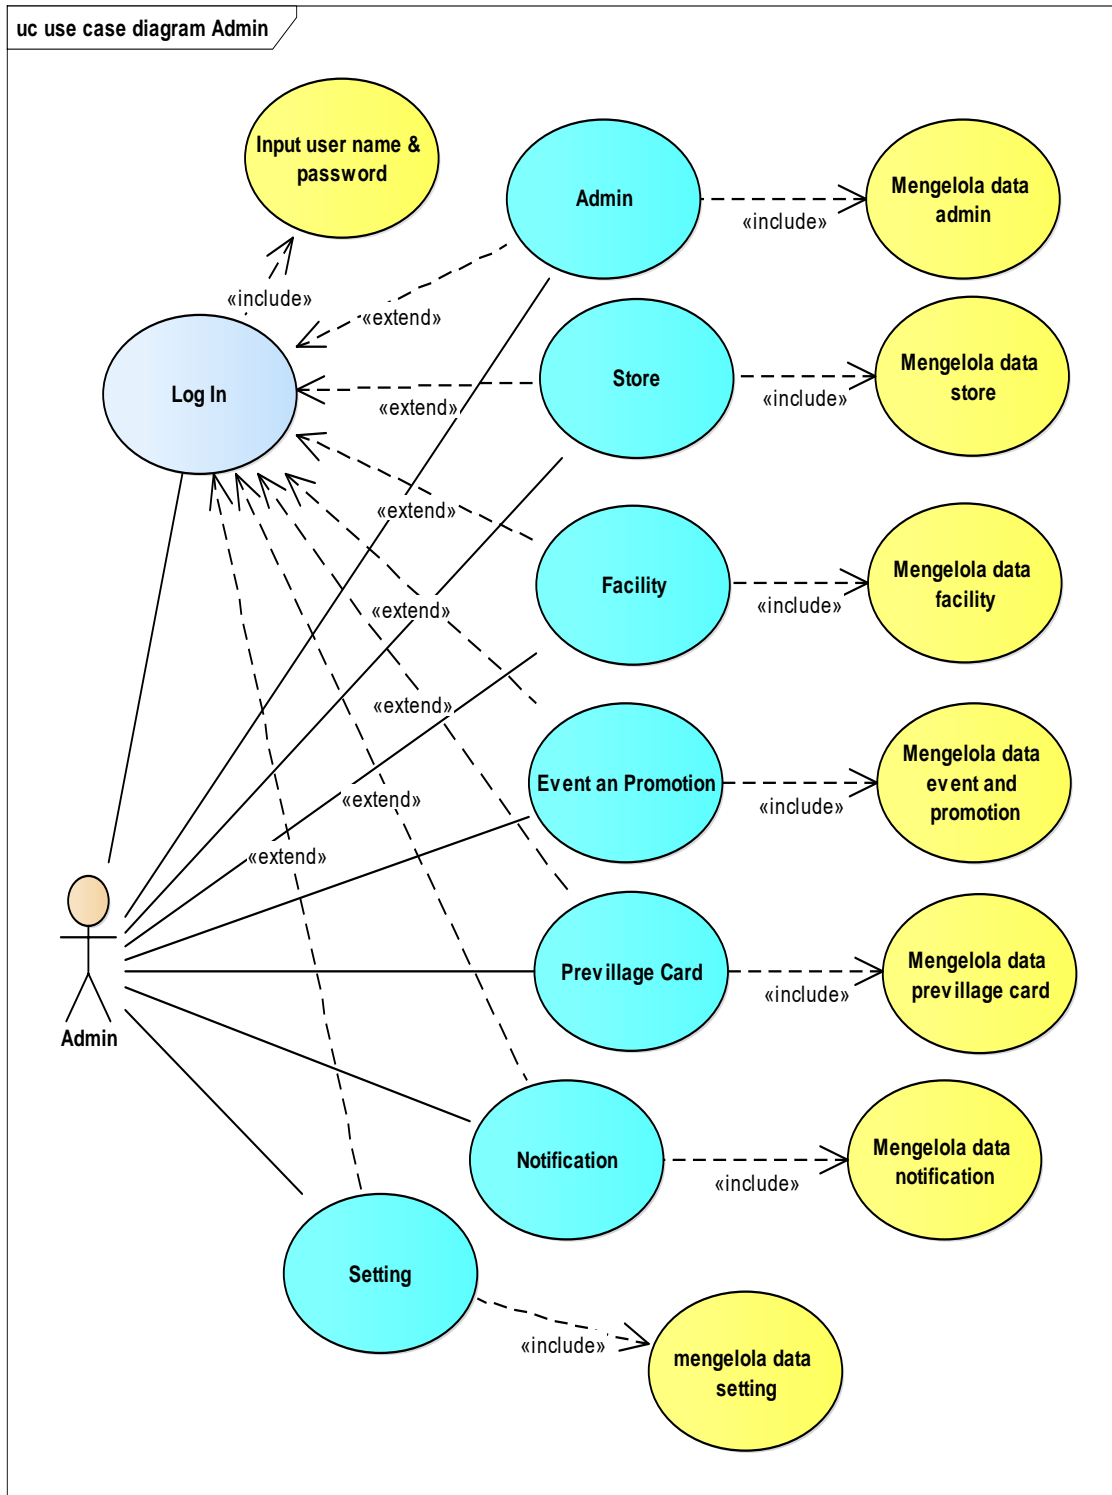 uc use case diagram Admin
Input user name &
password
Admin
Mengelola data
admin
«include»
«include»
«extend»
Log In
Store
Mengelola data
store
«extend»
«include»
«extend»
Facility
Mengelola data
facility
«include»
«extend»
«extend»
Event an Promotion
Mengelola data
event and
promotion
«include»
«extend»
«extend»
Previllage Card
Mengelola data
previllage card
«include»
Admin
Notification
Mengelola data
notification
«include»
Setting
«include»
mengelola data
setting